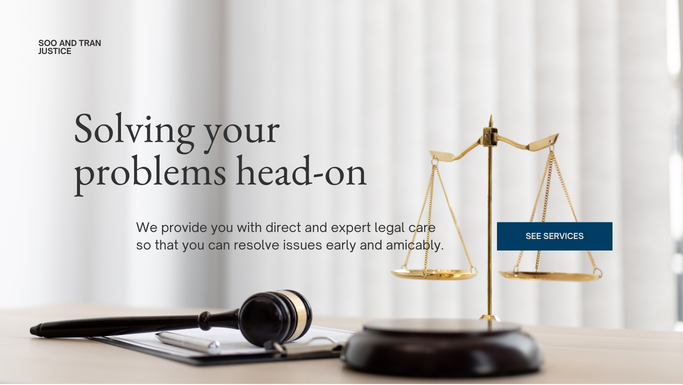 SOO AND TRAN
JUSTICE
Solving your
problems head-on
We provide you with direct and expert legal care
so that you can resolve issues early and amicably.
SEE SERVICES